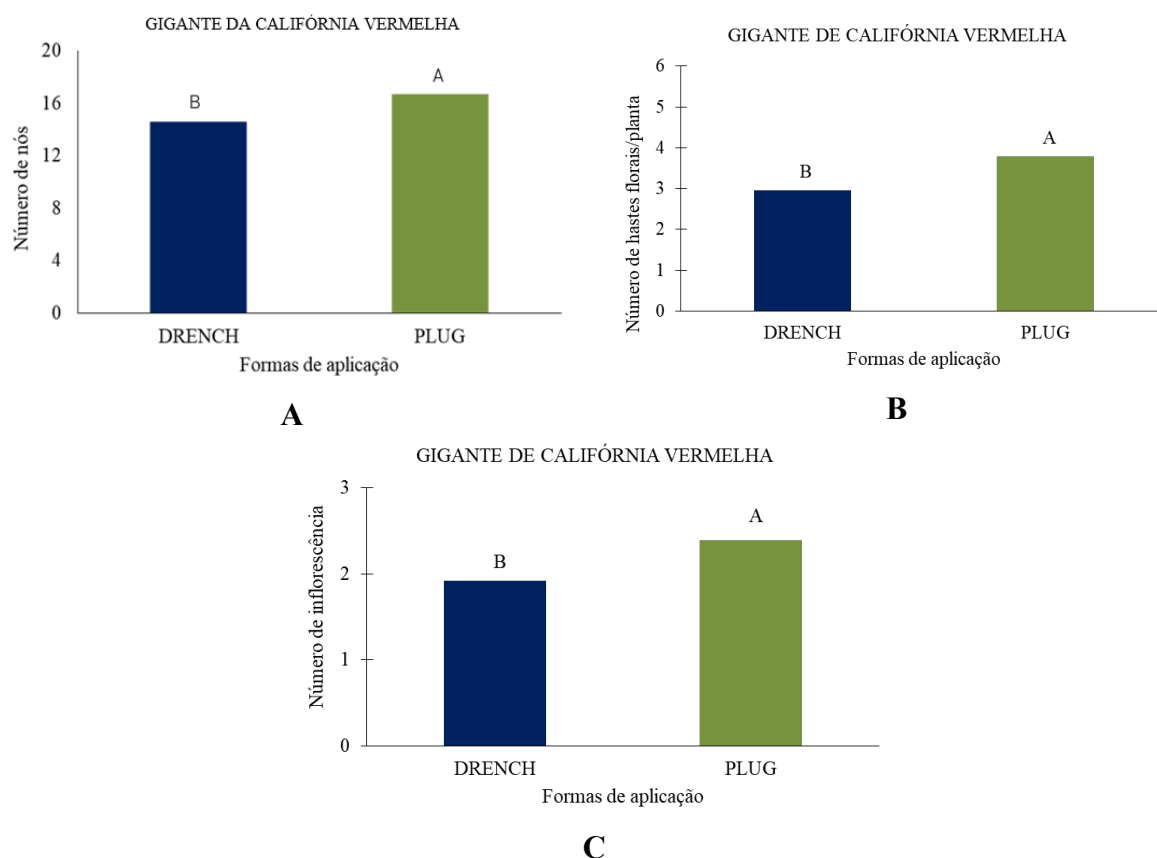 GIGANTE DA CALIFÓRNIA VERMELHA
20
16
12
8
4
0
Número de nós
B
A
DRENCH
PLUG
Formas de aplicação
A
GIGANTE DE CALIFÓRNIA VERMELHA
6
5
4
3
2
1
0
Número de hastes florais/planta
B
A
DRENCH
PLUG
Formas de aplicação
B
GIGANTE DE CALIFÓRNIA VERMELHA
3
2
1
0
Número de inflorescência
B
A
DRENCH
PLUG
Formas de aplicação
C